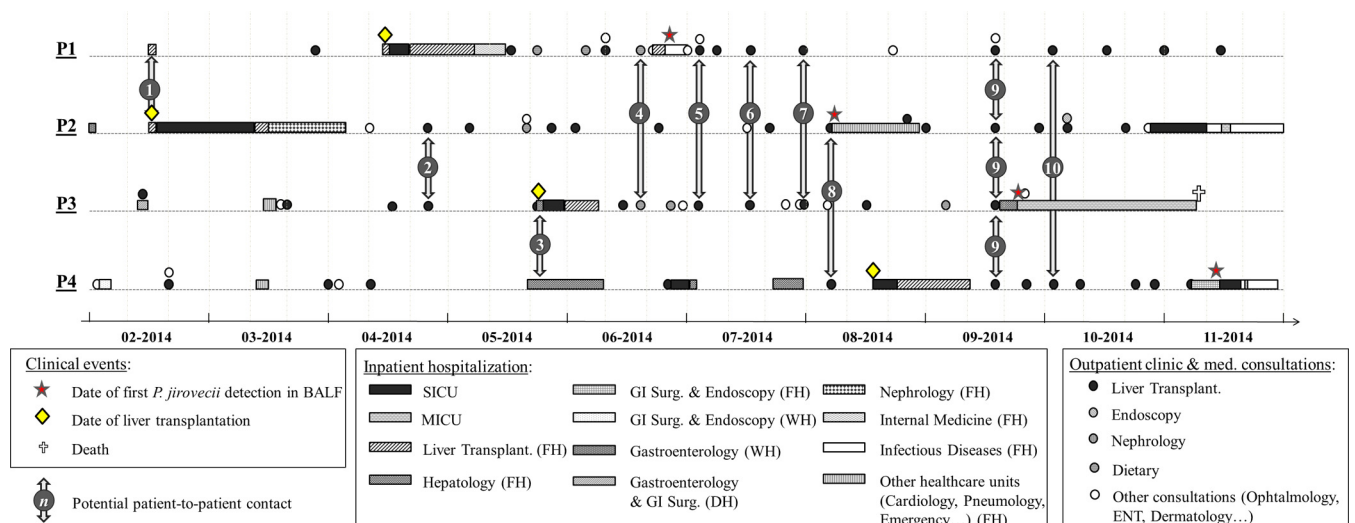 P1
1
4
5
6
7
9
P2
2
8
9
10
P3
3
9
P4
02-2014 03-2014 04-2014 05-2014 06-2014 07-2014 08-2014 09-2014 10-2014 11-2014
Clinical events:
Date of first P. jirovecii detection in BALF
Date of liver transplantation
Death
n Potential patient-to-patient contact
Inpatient hospitalization:
SICU
MICU
Liver Transplant. (FH)
Hepatology (FH)
GI Surg. & Endoscopy (FH)
GI Surg. & Endoscopy (WH)
Gastroenterology (WH)
Gastroenterology
& GI Surg. (DH)
Nephrology (FH)
Internal Medicine (FH)
Infectious Diseases (FH)
Other healthcare units
(Cardiology, Pneumology,
Emergency…) (FH)
Outpatient clinic & med. consultations:
Liver Transplant.
Endoscopy
Nephrology
Dietary
Other consultations (Ophtalmology,
ENT, Dermatology…)